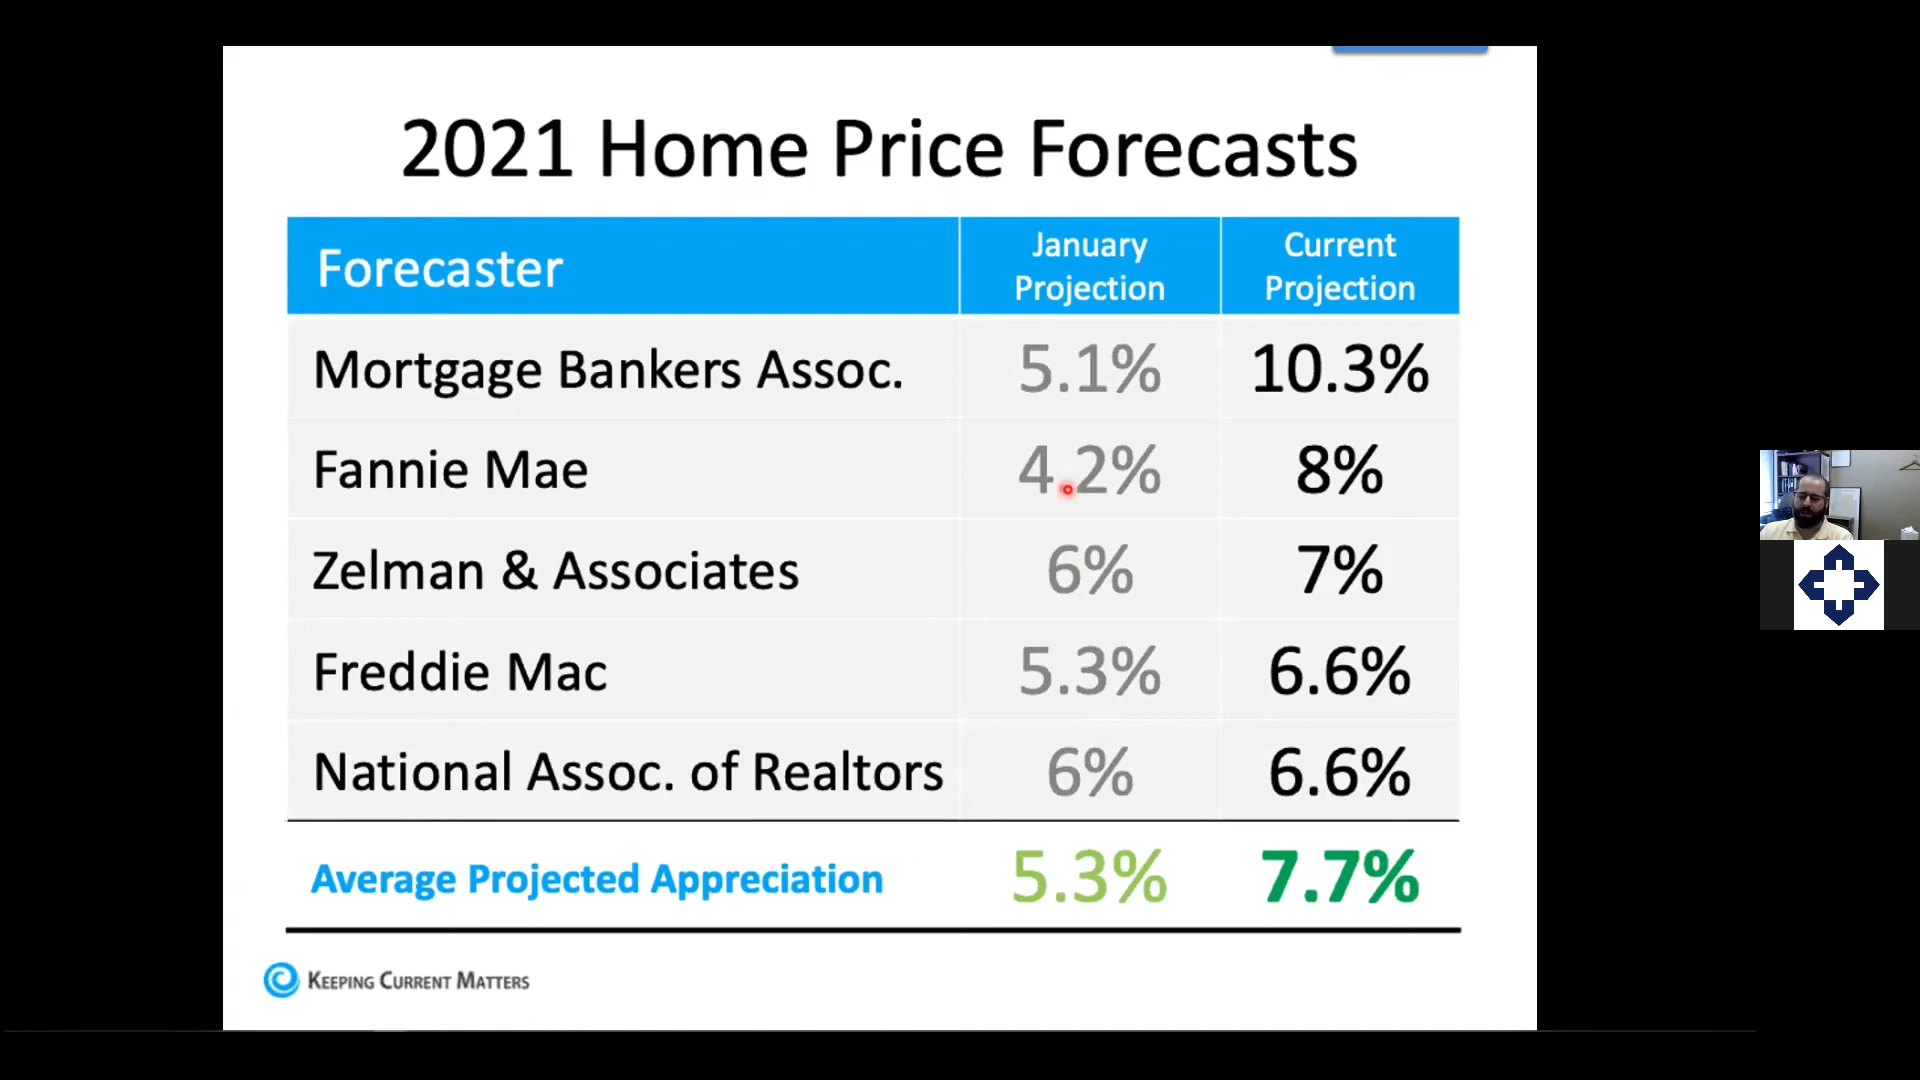 2021 Home Price Forecasts
Forecaster January Projection Current Projection
Mortgage Bankers Assoc. 5.1% 10.3%
Fannie Mae 4.2% 8%
Zelman & Associates 6% 7%
Freddie Mac 5.3% 6.6%
National Assoc. of Realtors 6% 6.6%
Average Projected Appreciation 5.3% 7.7%
KEEPING CURRENT MATTERS